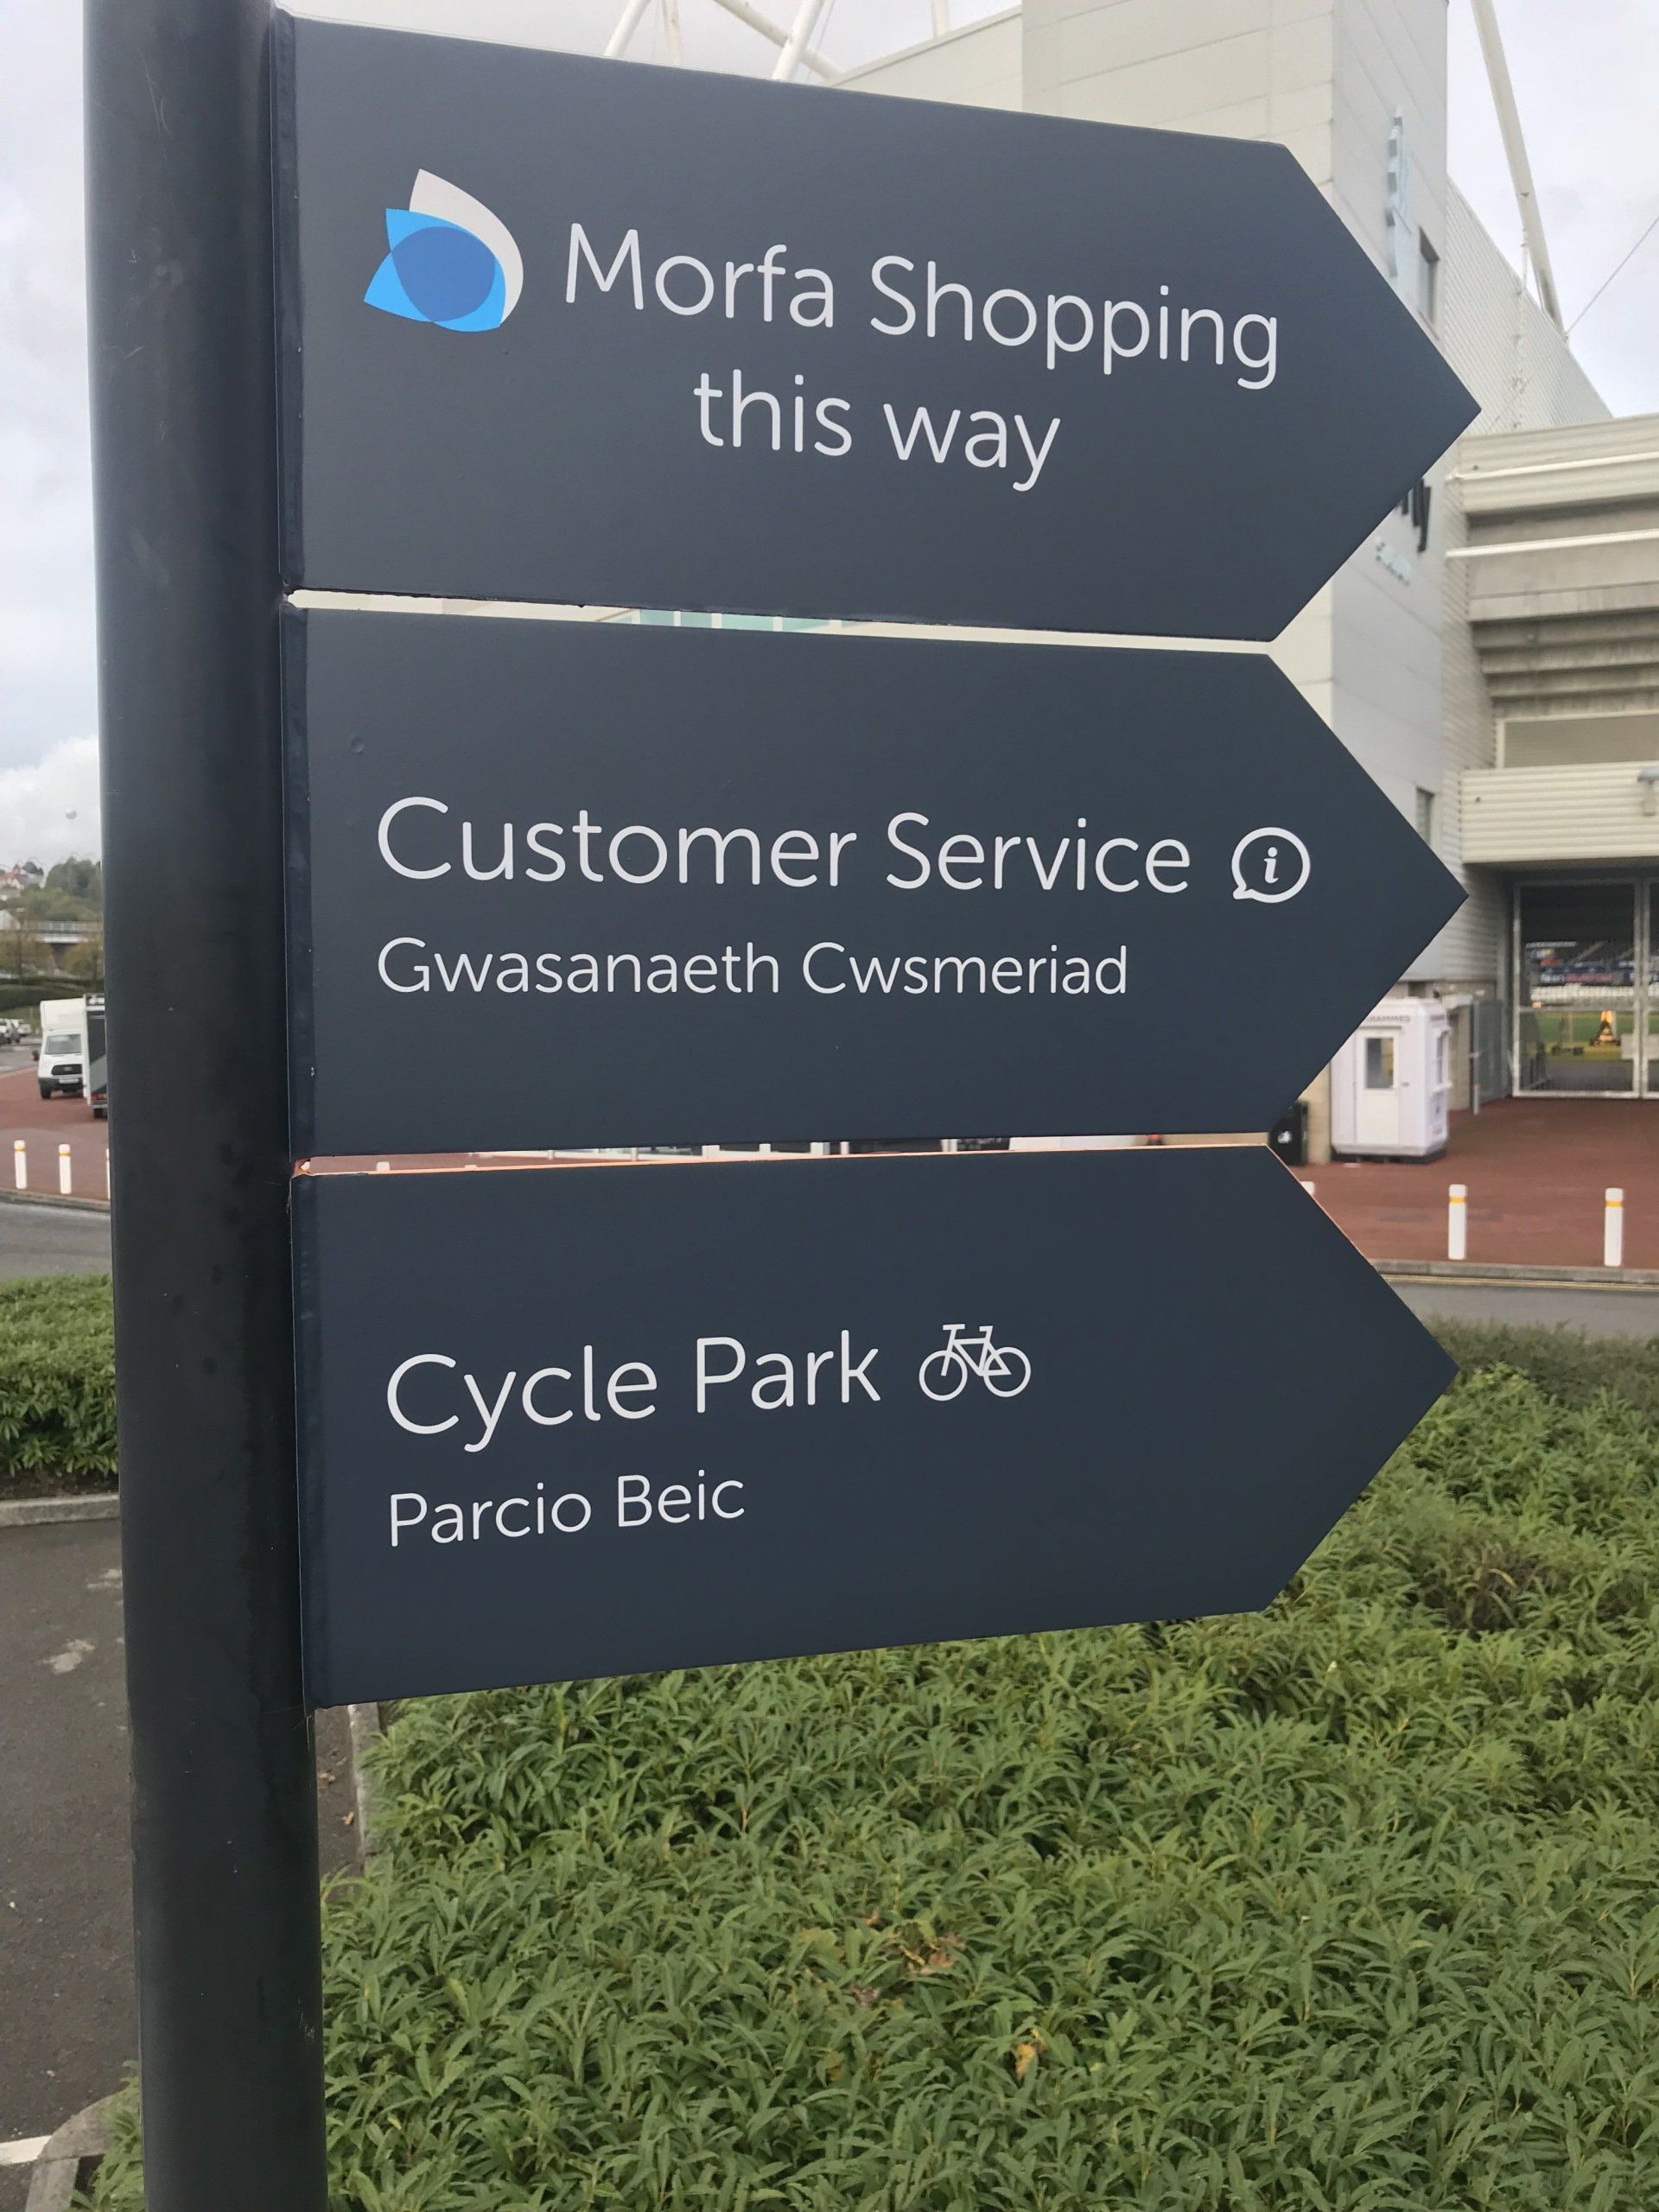 Morfa Shopping
this way
Customer Service i
Gwasanaeth Cwsmeriad
Cycle Park
Parcio Beic